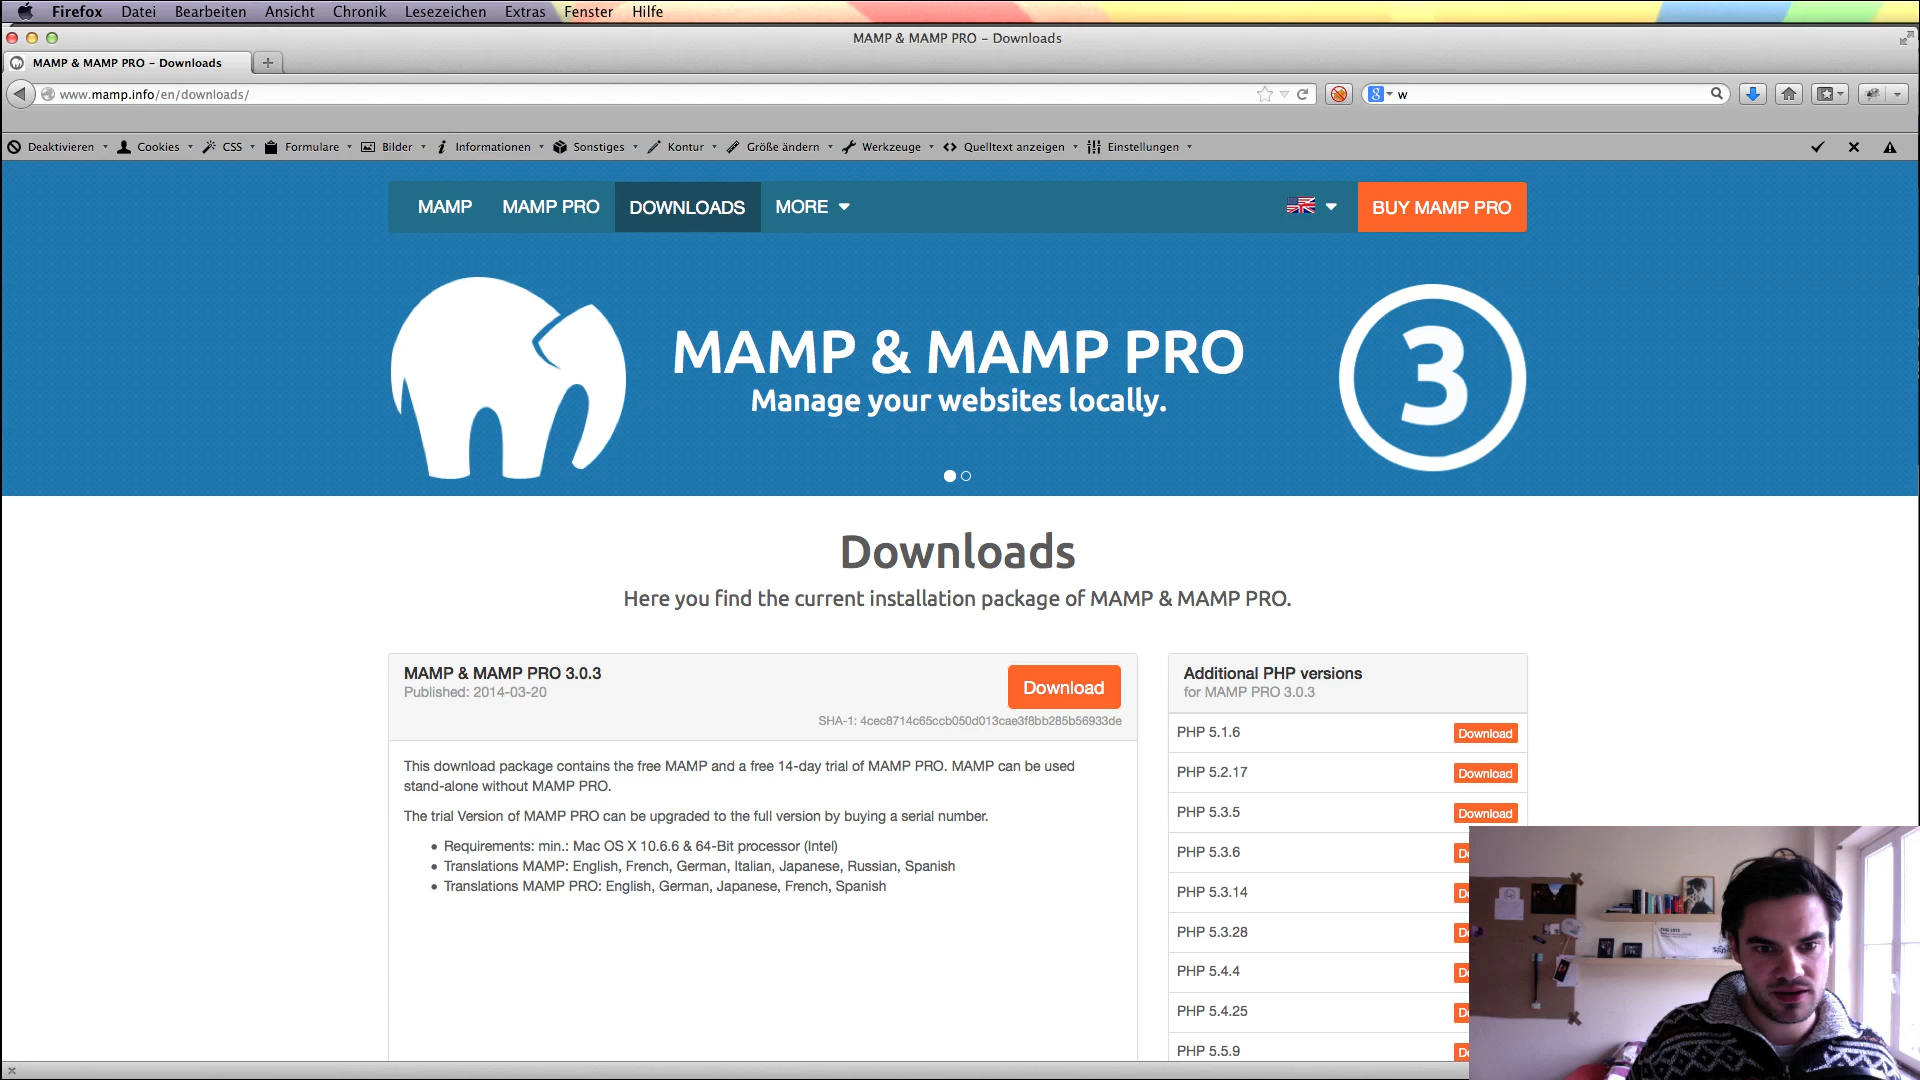 Firefox Datei Bearbeiten Ansicht Chronik Lesezeichen Extras Fenster Hilfe
MAMP & MAMP PRO – Downloads
MAMP & MAMP PRO – Downloads
www.mamp.info/en/downloads/
w
Deaktivieren Cookies CSS Formulare Bilder Informationen Sonstiges Kontur Größe ändern Werkzeuge Quelltext anzeigen Einstellungen
MAMP MAMP PRO DOWNLOADS MORE BUY MAMP PRO
MAMP & MAMP PRO
Manage your websites locally.
3
Downloads
Here you find the current installation package of MAMP & MAMP PRO.
MAMP & MAMP PRO 3.0.3
Published: 2014-03-20
Download
SHA-1: 4cec8714c65ccb050d013cae3f8bb285b56933de
This download package contains the free MAMP and a free 14-day trial of MAMP PRO. MAMP can be used
stand-alone without MAMP PRO.
The trial Version of MAMP PRO can be upgraded to the full version by buying a serial number.
• Requirements: min.: Mac OS X 10.6.6 & 64-Bit processor (Intel)
• Translations MAMP: English, French, German, Italian, Japanese, Russian, Spanish
• Translations MAMP PRO: English, German, Japanese, French, Spanish
Additional PHP versions
for MAMP PRO 3.0.3
PHP 5.1.6 Download
PHP 5.2.17 Download
PHP 5.3.5 Download
PHP 5.3.6
PHP 5.3.14
PHP 5.3.28
PHP 5.4.4
PHP 5.4.25
PHP 5.5.9